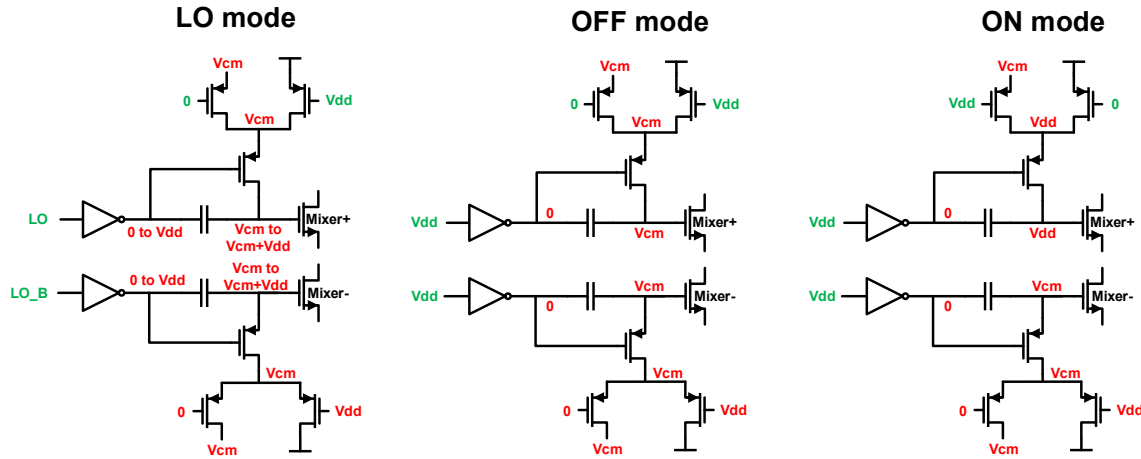 LO mode
OFF mode
ON mode
Vcm
0
Vdd
Vcm
LO
0 to Vdd
Vcm to
Vcm+Vdd
Mixer+
LO_B
0 to Vdd
Vcm to
Vcm+Vdd
Mixer-
Vcm
0
Vdd
Vcm
Vcm
0
Vdd
Vcm
Vdd
0
Vcm
Mixer+
Vdd
0
Vcm
Mixer-
Vcm
0
Vdd
Vcm
Vcm
Vdd
0
Vdd
Vdd
0
Vdd
Mixer+
Vdd
0
Vcm
Mixer-
Vcm
0
Vdd
Vcm